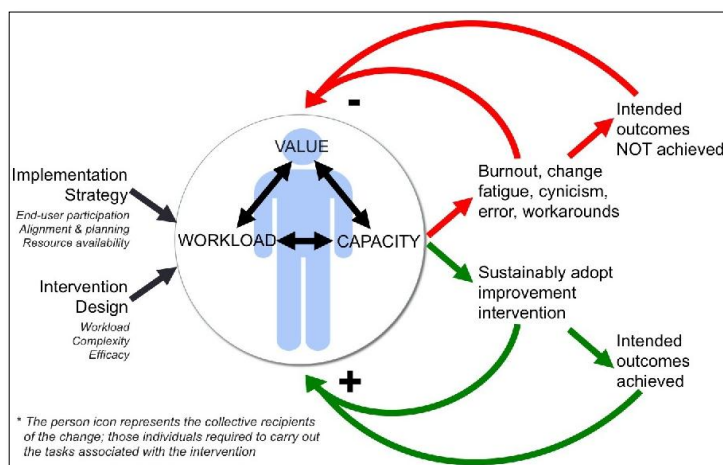 Implementation
Strategy
End-user participation
Alignment & planning
Resource availability
Intervention
Design
Workload
Complexity
Efficacy
VALUE
WORKLOAD
CAPACITY
-
+
Burnout, change
fatigue, cynicism,
error, workarounds
Intended
outcomes
NOT achieved
Sustainably adopt
improvement
intervention
Intended
outcomes
achieved
* The person icon represents the collective recipients
of the change; those individuals required to carry out
the tasks associated with the intervention